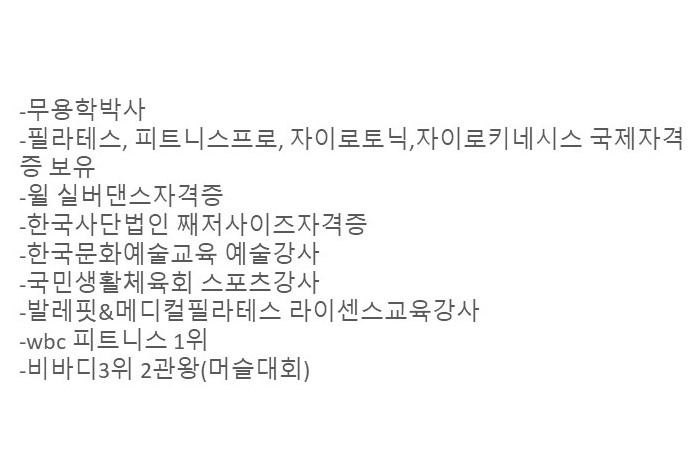 -무용학박사
-필라테스, 피트니스프로, 자이로토닉,자이로키네시스 국제자격
증 보유
-윌 실버댄스자격증
-한국사단법인 째저사이즈자격증
-한국문화예술교육 예술강사
-국민생활체육회 스포츠강사
-발레핏&메디컬필라테스 라이센스교육강사
-wbc 피트니스 1위
-비바디3위 2관왕(머슬대회)